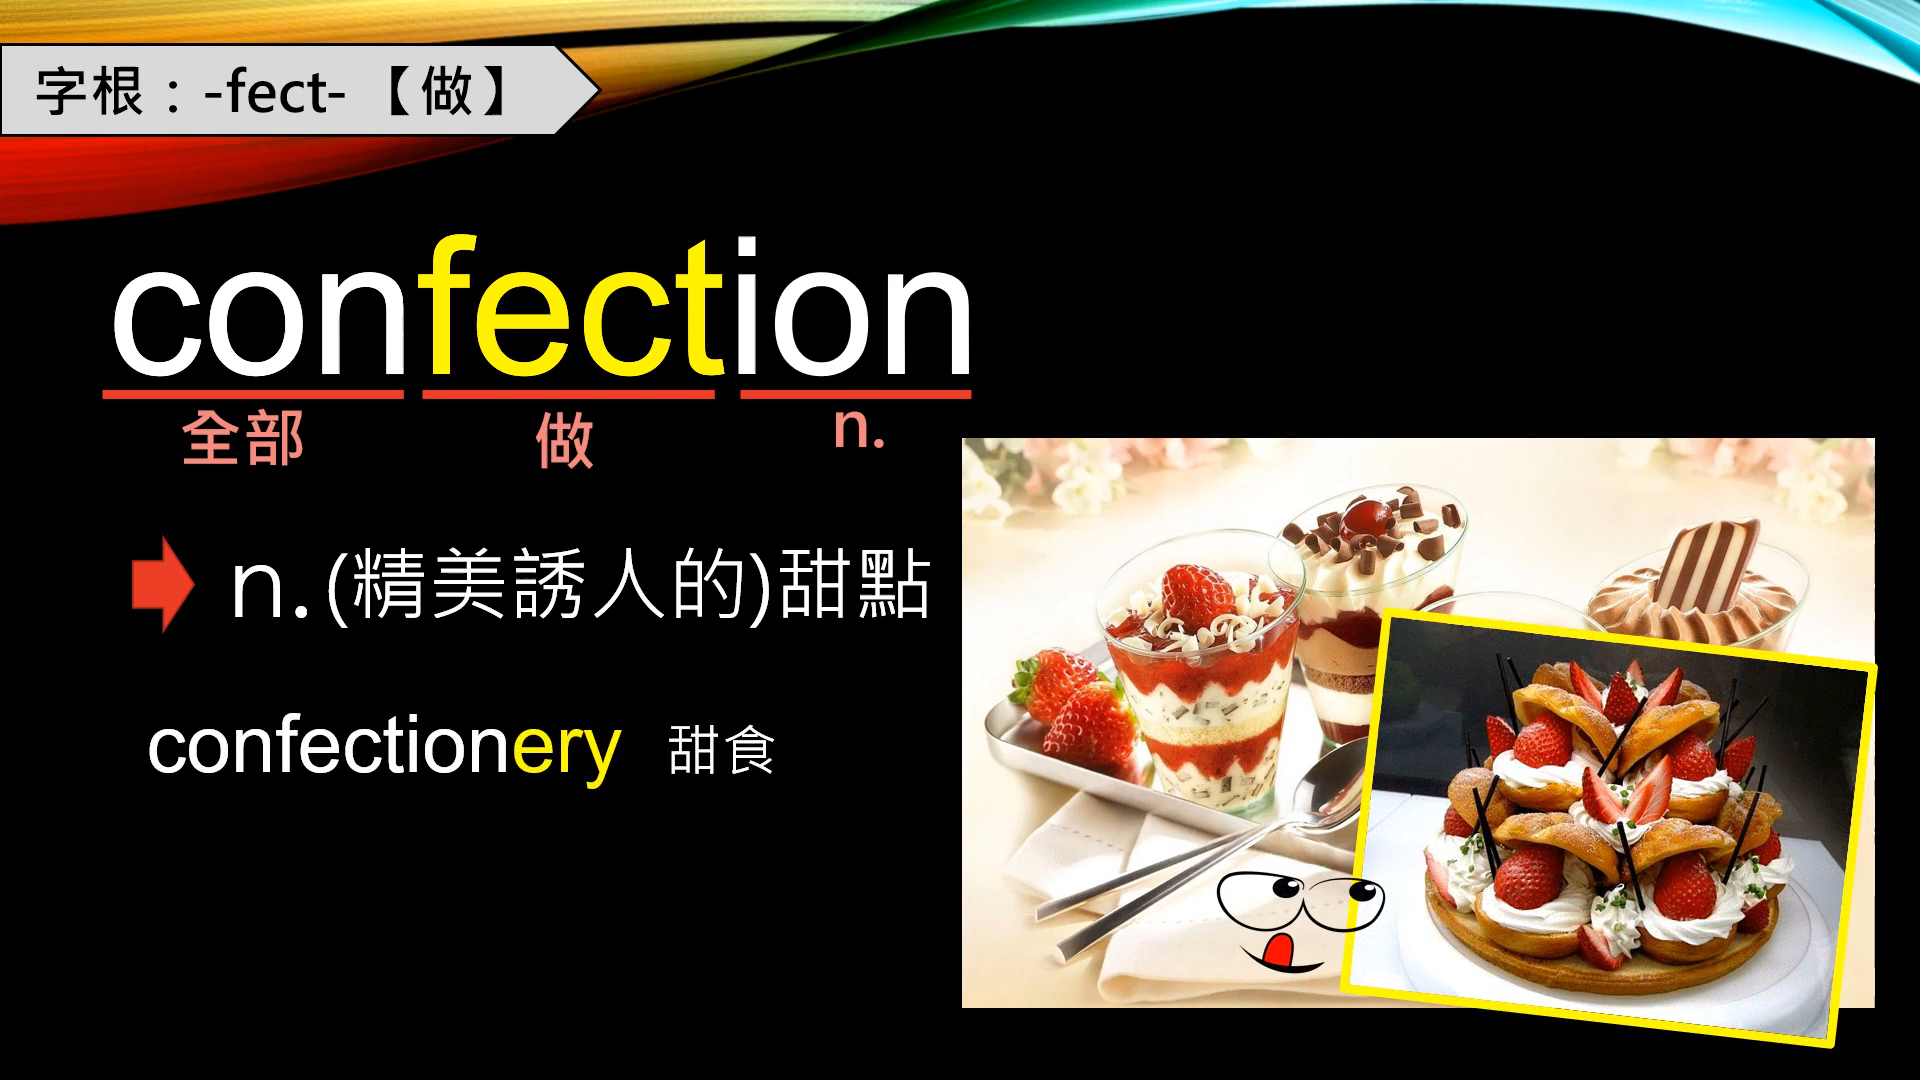 字根：-fect-【做】
confection
全部 做 n.
n.(精美誘人的)甜點
confectionery 甜食